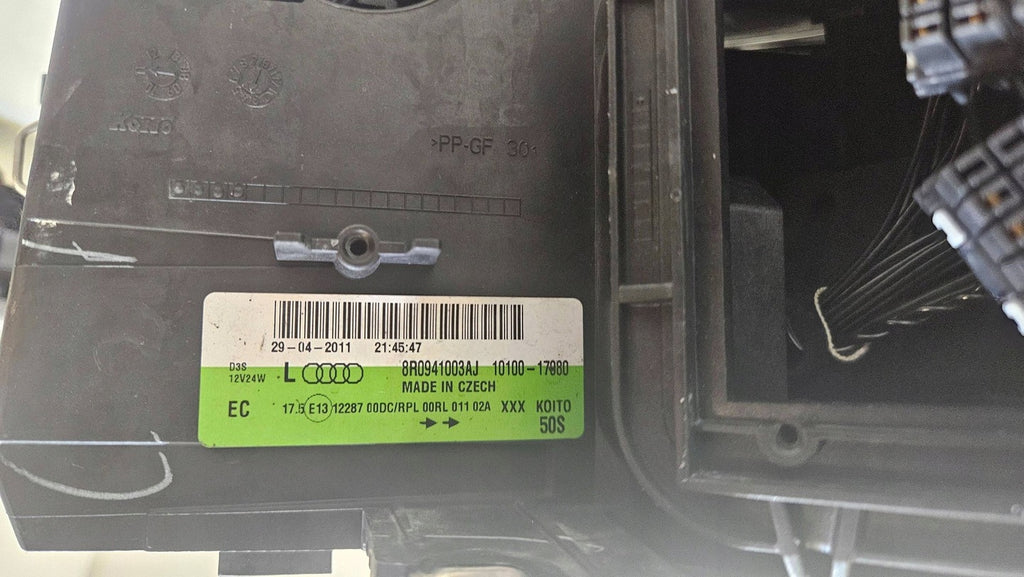 KOITO
>PP-GF 30<
29-04-2011 21:45:47
D3S
12V24W
L 8R0941003AJ 10100-17080
MADE IN CZECH
EC 17.5 E13 12287 00DC/RPL 00RL 011 02A XXX KOITO
50S